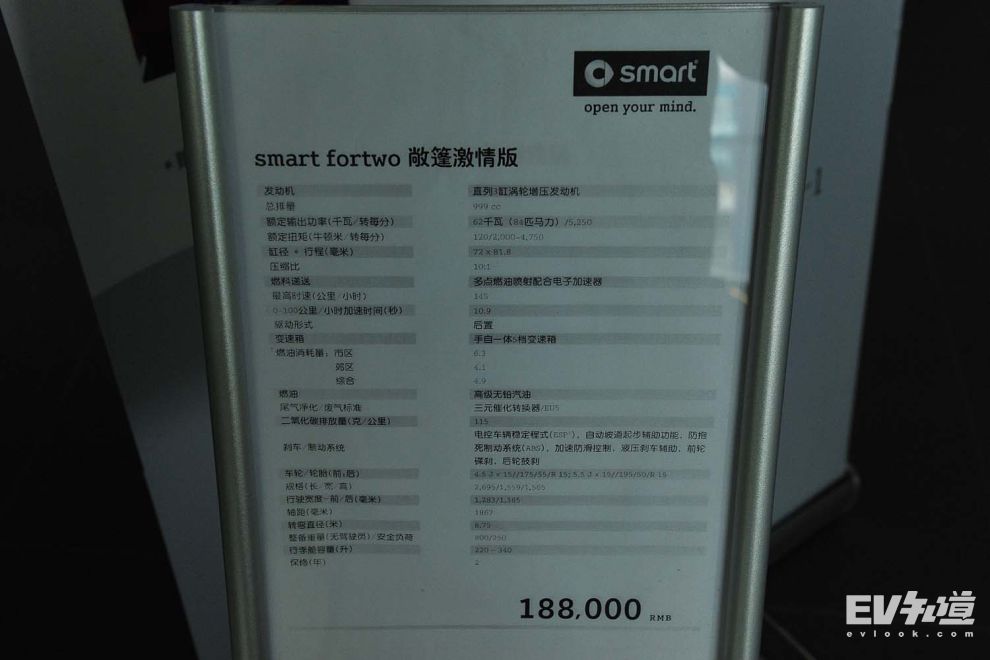 smart
open your mind.
smart fortwo 敞篷激情版
发动机 直列3缸涡轮增压发动机
总排量 999 cc
额定输出功率(千瓦/转每分) 62千瓦（84匹马力）/5,250
额定扭矩(牛顿米/转每分) 120/2,000-4,750
缸径 * 行程(毫米) 72 x 81.8
压缩比 10:1
燃料递送 多点燃油喷射配合电子加速器
最高时速(公里/小时) 145
0-100公里/小时加速时间(秒) 10.9
驱动形式 后置
变速箱 手自一体5档变速箱
燃油消耗量: 市区 6.3
郊区 4.1
综合 4.9
燃油 高级无铅汽油
尾气净化/废气标准 三元催化转换器/EU5
二氧化碳排放量(克/公里) 115
电控车辆稳定程式(ESP®)，自动坡道起步辅助功能、防抱
刹车/制动系统 死制动系统(ABS)，加速防滑控制、液压刹车辅助、前轮
碟刹、后轮鼓刹
车轮/轮胎(前;后) 4.5 J x 15//175/55/R 15; 5.5 J x 15//195/50/R 15
规格(长/宽/高) 2,695/1,559/1,565
行驶宽度-前/后(毫米) 1,283/1,385
轴距(毫米) 1867
转弯直径(米) 8.75
整备重量(无驾驶员)/安全负荷 800/250
行李舱容量(升) 220-340
保修(年) 2
188,000 RMB
EV知道
evlook.com